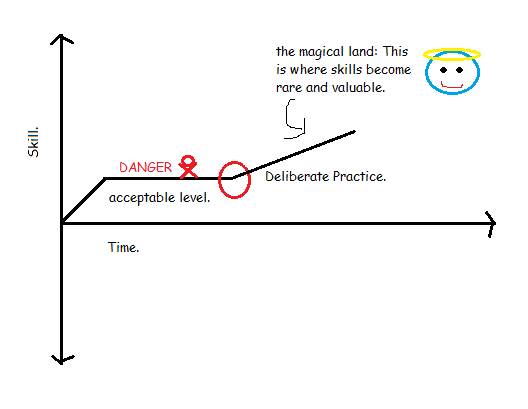 the magical land: This
is where skills become
rare and valuable.
Skill.
DANGER
Deliberate Practice.
acceptable level.
Time.